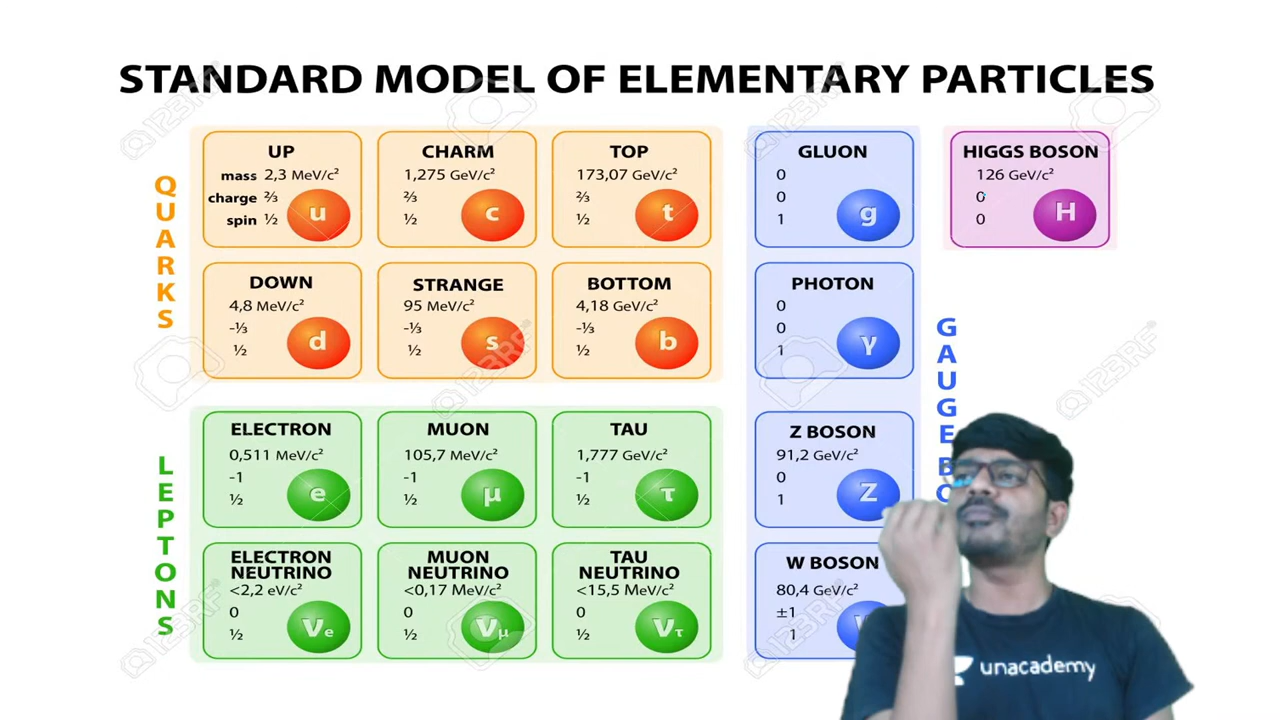 STANDARD MODEL OF ELEMENTARY PARTICLES
QUARKS
UP
mass 2,3 MeV/c²
charge ⅔
spin ½
u
CHARM
1,275 GeV/c²
⅔
½
c
TOP
173,07 GeV/c²
⅔
½
t
DOWN
4,8 MeV/c²
-⅓
½
d
STRANGE
95 MeV/c²
-⅓
½
s
BOTTOM
4,18 GeV/c²
-⅓
½
b
LEPTONS
ELECTRON
0,511 MeV/c²
-1
½
e
MUON
105,7 MeV/c²
-1
½
μ
TAU
1,777 GeV/c²
-1
½
τ
ELECTRON
NEUTRINO
<2,2 eV/c²
0
½
νe
MUON
NEUTRINO
<0,17 MeV/c²
0
½
νμ
TAU
NEUTRINO
<15,5 MeV/c²
0
½
ντ
GLUON
0
0
1
g
PHOTON
0
0
1
γ
Z BOSON
91,2 GeV/c²
0
1
Z
W BOSON
80,4 GeV/c²
±1
1
HIGGS BOSON
126 GeV/c²
0
0
H
GAUGE
unacademy
123RF
123RF
123RF
123RF
123RF
123RF